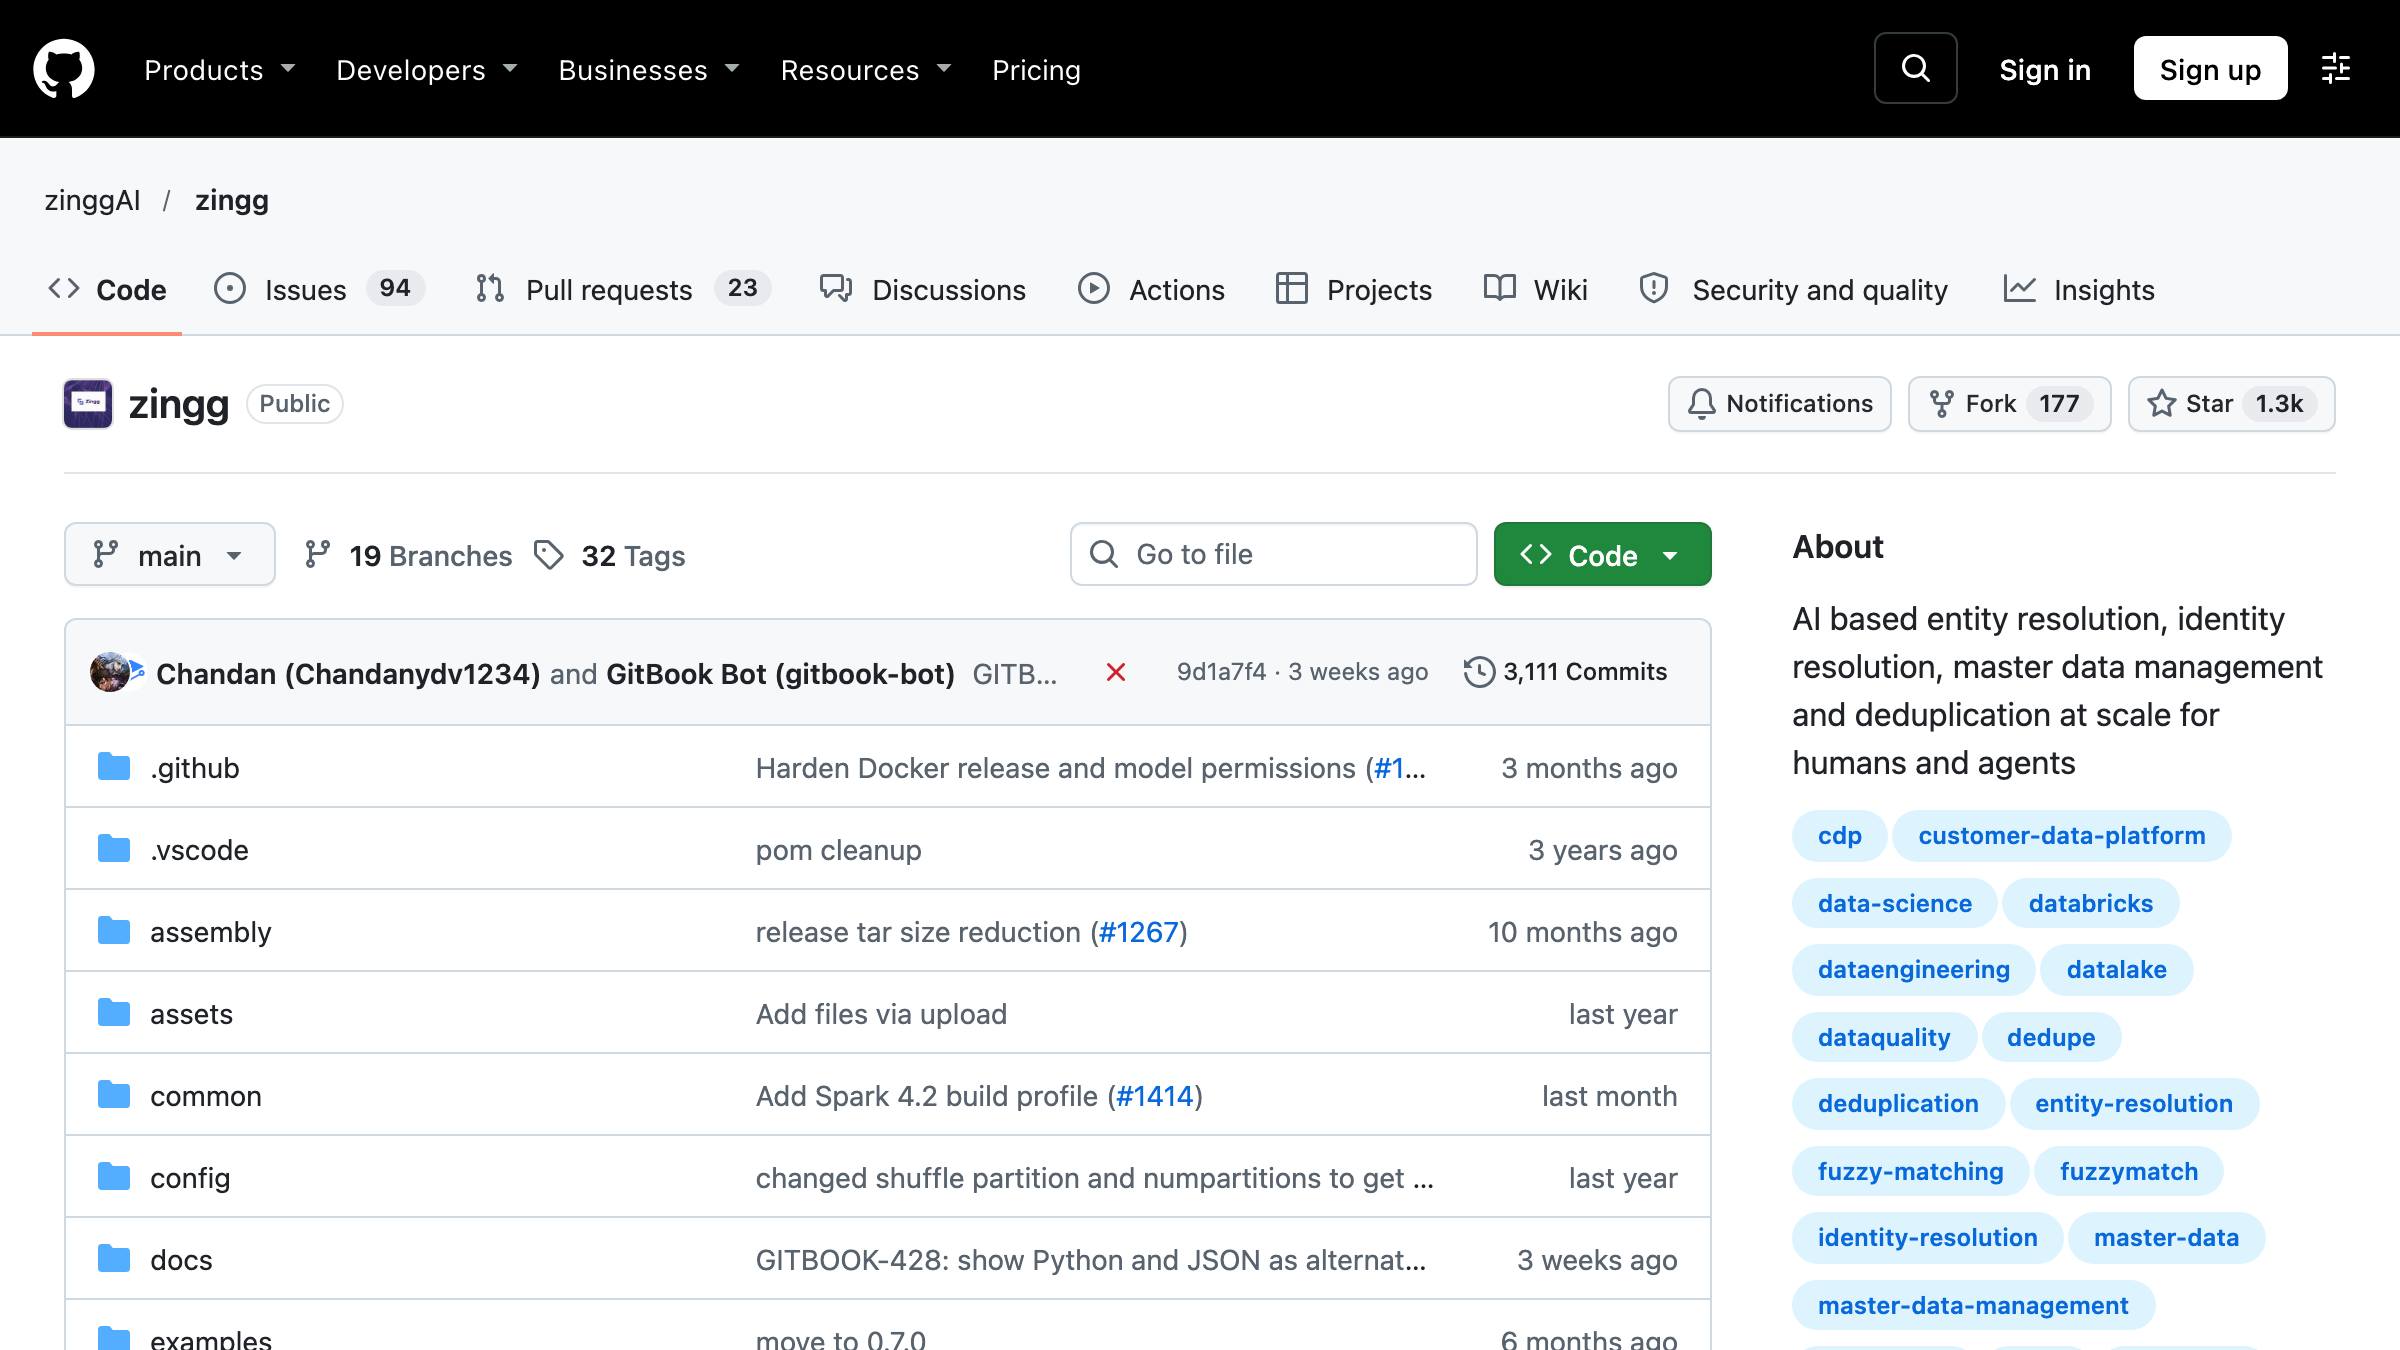 Products Developers Businesses Resources Pricing Sign in Sign up
zinggAI / zingg
Code Issues 94 Pull requests 23 Discussions Actions Projects Wiki Security and quality Insights
zingg Public Notifications Fork 177 Star 1.3k
main 19 Branches 32 Tags Go to file Code
Chandan (Chandanydv1234) and GitBook Bot (gitbook-bot) GITB... 9d1a7f4 · 3 weeks ago 3,111 Commits
.github Harden Docker release and model permissions (#1... 3 months ago
.vscode pom cleanup 3 years ago
assembly release tar size reduction (#1267) 10 months ago
assets Add files via upload last year
common Add Spark 4.2 build profile (#1414) last month
config changed shuffle partition and numpartitions to get ... last year
docs GITBOOK-428: show Python and JSON as alternat... 3 weeks ago
examples move to 0.7.0 6 months ago
About
AI based entity resolution, identity
resolution, master data management
and deduplication at scale for
humans and agents
cdp customer-data-platform
data-science databricks
dataengineering datalake
dataquality dedupe
deduplication entity-resolution
fuzzy-matching fuzzymatch
identity-resolution master-data
master-data-management